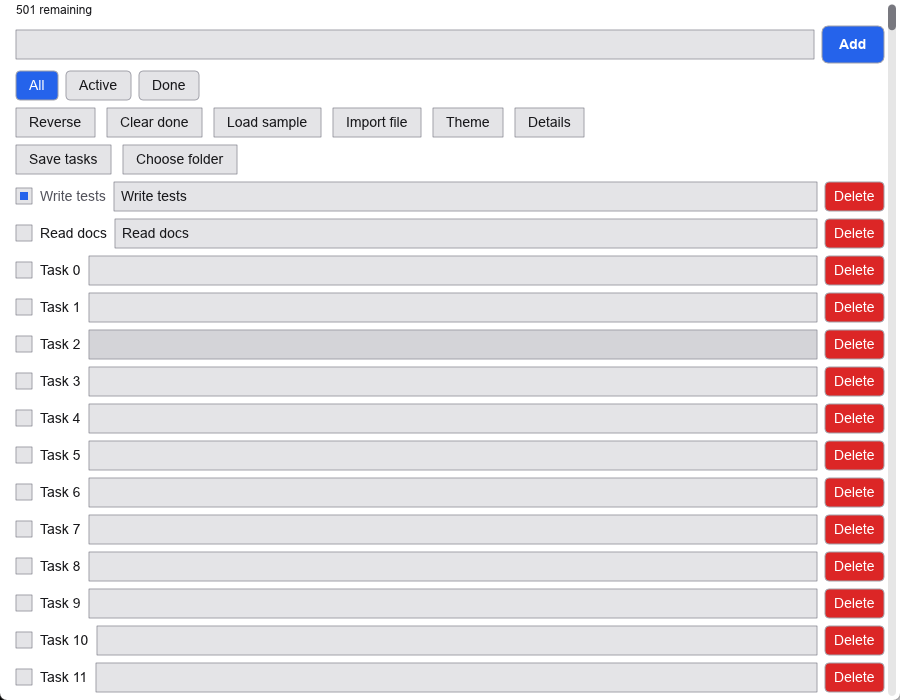 501 remaining
Add
All Active Done
Reverse Clear done Load sample Import file Theme Details
Save tasks Choose folder
Write tests Write tests Delete
Read docs Read docs Delete
Task 0 Delete
Task 1 Delete
Task 2 Delete
Task 3 Delete
Task 4 Delete
Task 5 Delete
Task 6 Delete
Task 7 Delete
Task 8 Delete
Task 9 Delete
Task 10 Delete
Task 11 Delete